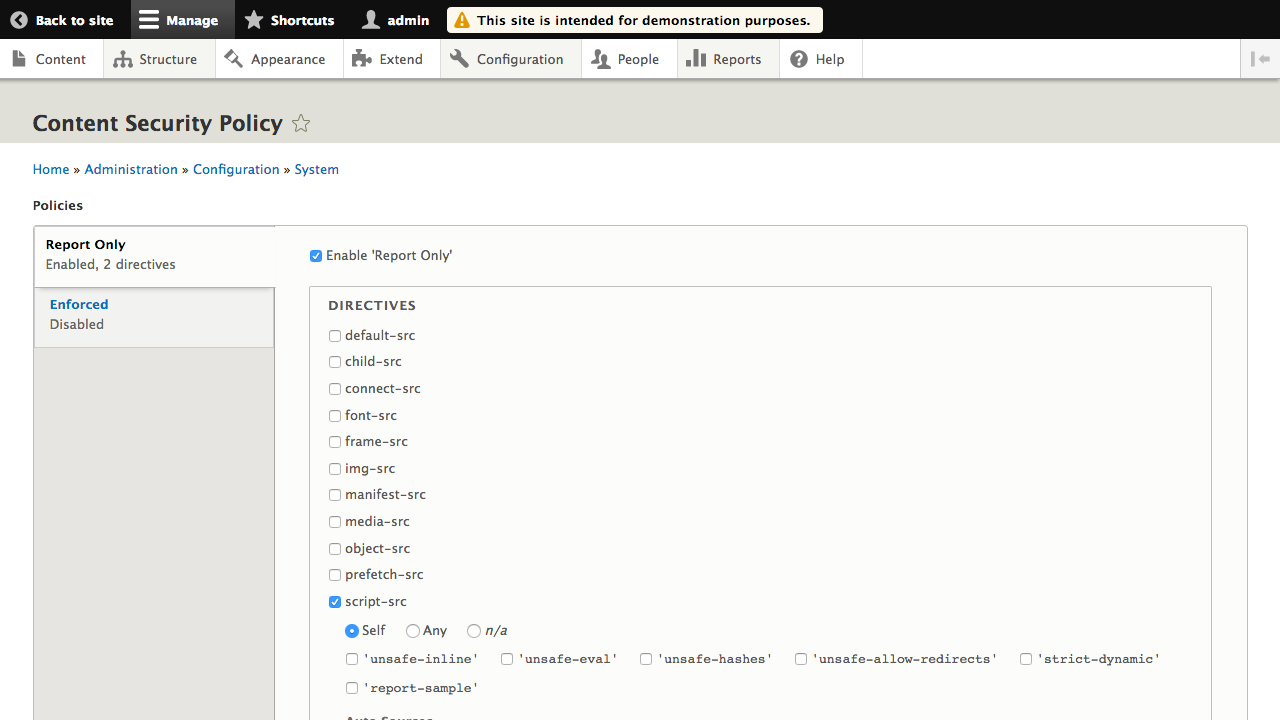 Back to site Manage Shortcuts admin This site is intended for demonstration purposes.
Content Structure Appearance Extend Configuration People Reports Help
Content Security Policy
Home » Administration » Configuration » System
Policies
Report Only
Enabled, 2 directives
Enforced
Disabled
Enable 'Report Only'
DIRECTIVES
default-src
child-src
connect-src
font-src
frame-src
img-src
manifest-src
media-src
object-src
prefetch-src
script-src
Self Any n/a
'unsafe-inline' 'unsafe-eval' 'unsafe-hashes' 'unsafe-allow-redirects' 'strict-dynamic'
'report-sample'
Auto Sources